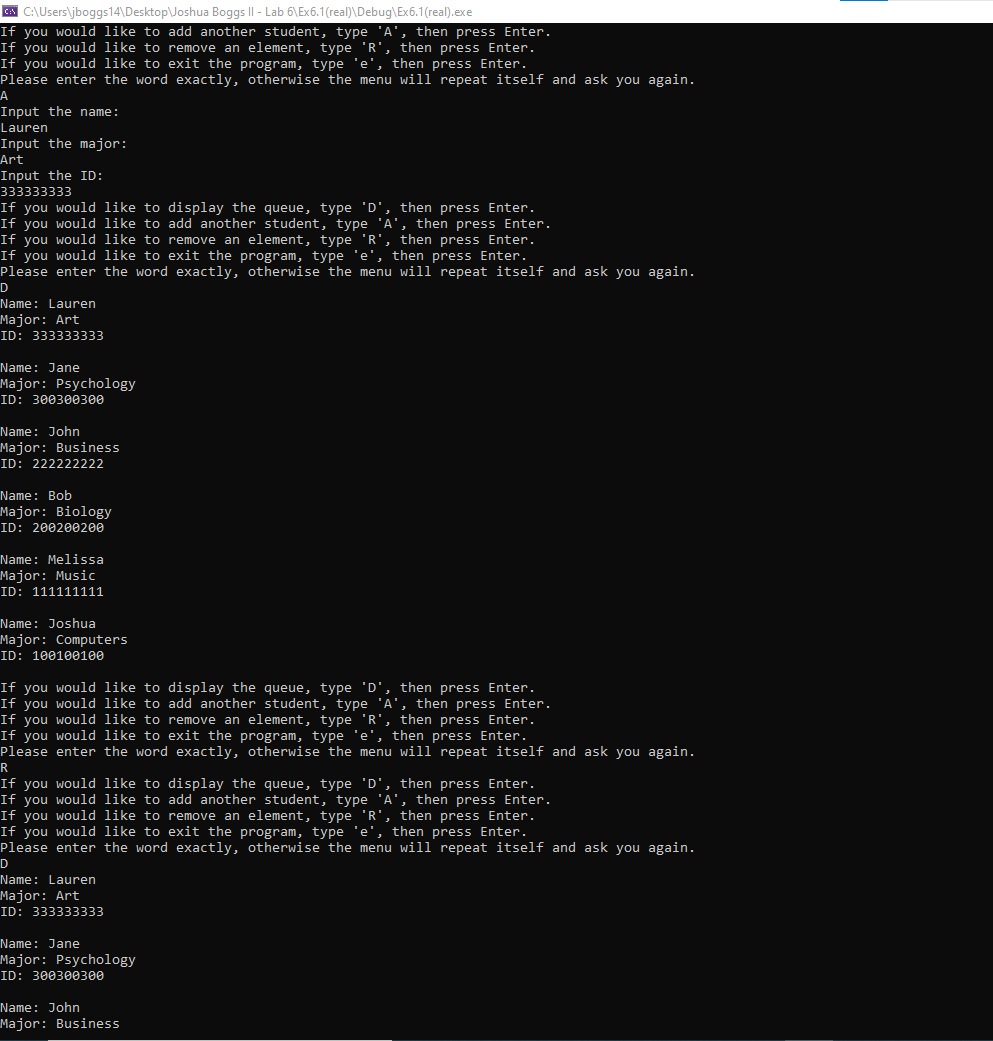 C:\Users\jboggs14\Desktop\Joshua Boggs II - Lab 6\Ex6.1(real)\Debug\Ex6.1(real).exe
If you would like to add another student, type 'A', then press Enter.
If you would like to remove an element, type 'R', then press Enter.
If you would like to exit the program, type 'e', then press Enter.
Please enter the word exactly, otherwise the menu will repeat itself and ask you again.
A
Input the name:
Lauren
Input the major:
Art
Input the ID:
333333333
If you would like to display the queue, type 'D', then press Enter.
If you would like to add another student, type 'A', then press Enter.
If you would like to remove an element, type 'R', then press Enter.
If you would like to exit the program, type 'e', then press Enter.
Please enter the word exactly, otherwise the menu will repeat itself and ask you again.
D
Name: Lauren
Major: Art
ID: 333333333

Name: Jane
Major: Psychology
ID: 300300300

Name: John
Major: Business
ID: 222222222

Name: Bob
Major: Biology
ID: 200200200

Name: Melissa
Major: Music
ID: 111111111

Name: Joshua
Major: Computers
ID: 100100100

If you would like to display the queue, type 'D', then press Enter.
If you would like to add another student, type 'A', then press Enter.
If you would like to remove an element, type 'R', then press Enter.
If you would like to exit the program, type 'e', then press Enter.
Please enter the word exactly, otherwise the menu will repeat itself and ask you again.
R
If you would like to display the queue, type 'D', then press Enter.
If you would like to add another student, type 'A', then press Enter.
If you would like to remove an element, type 'R', then press Enter.
If you would like to exit the program, type 'e', then press Enter.
Please enter the word exactly, otherwise the menu will repeat itself and ask you again.
D
Name: Lauren
Major: Art
ID: 333333333

Name: Jane
Major: Psychology
ID: 300300300

Name: John
Major: Business